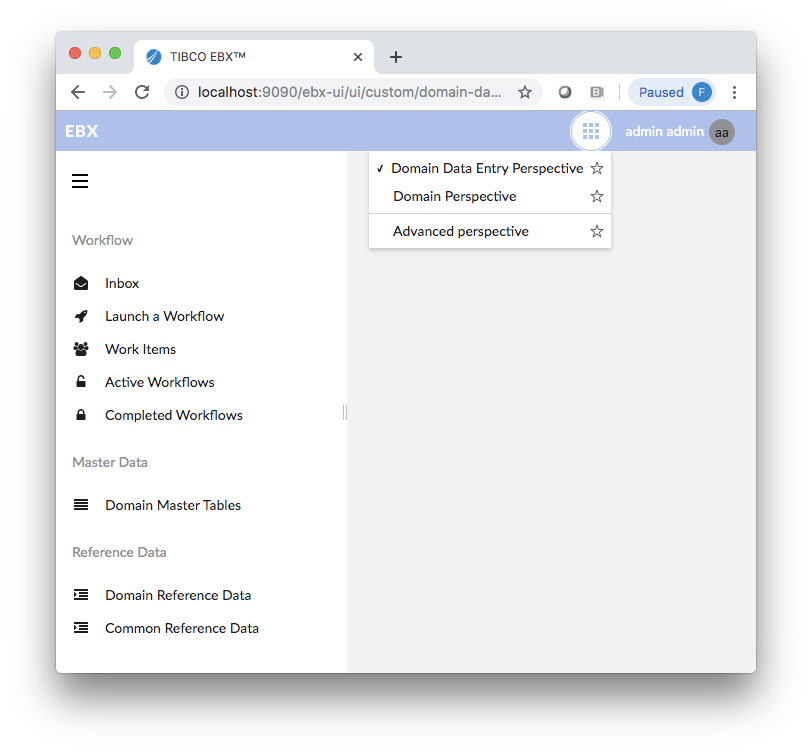 TIBCO EBX™
localhost:9090/ebx-ui/ui/custom/domain-da...
Paused F
EBX
admin admin aa
✓ Domain Data Entry Perspective
Domain Perspective
Advanced perspective
Workflow
Inbox
Launch a Workflow
Work Items
Active Workflows
Completed Workflows
Master Data
Domain Master Tables
Reference Data
Domain Reference Data
Common Reference Data